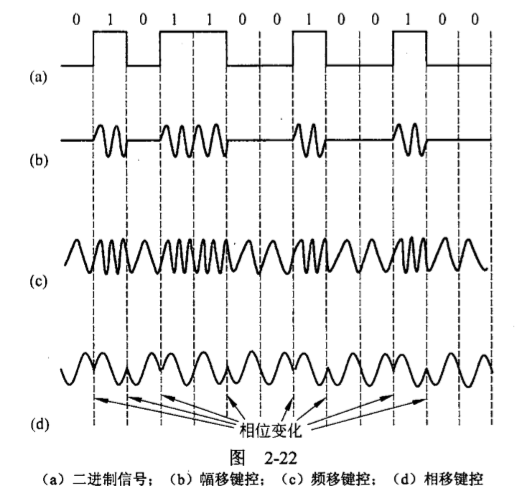 0 1 0 1 1 0 0 1 0 0 1 0 0
(a)
(b)
(c)
(d)
相位变化
图 2-22
(a) 二进制信号；(b) 幅移键控；(c) 频移键控；(d) 相移键控